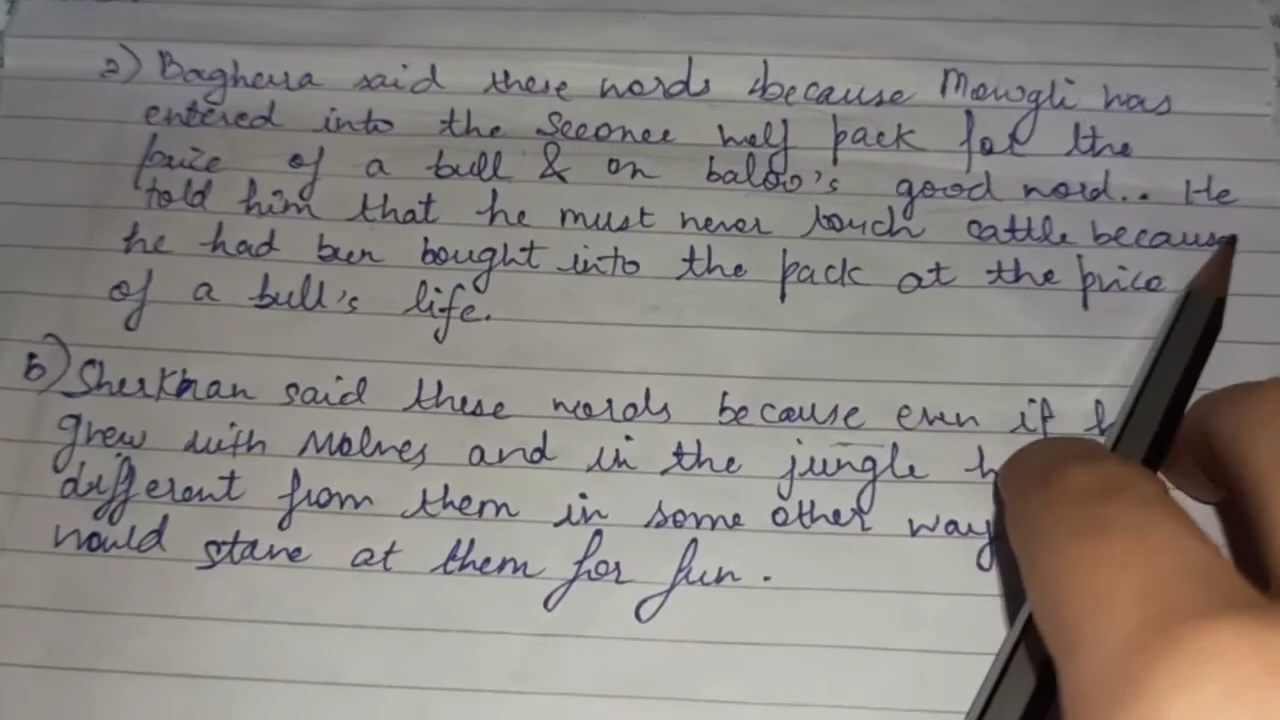 a) Bagheera said these words because Mowgli has
entered into the Seeonee wolf pack for the
price of a bull & on baloo's good word.. He
told him that he must never touch cattle because
he had been bought into the pack at the price
of a bull's life.
b) Sherkhan said these words because even if
grew with wolves and in the jungle
different from them in some other way
would stare at them for fun.